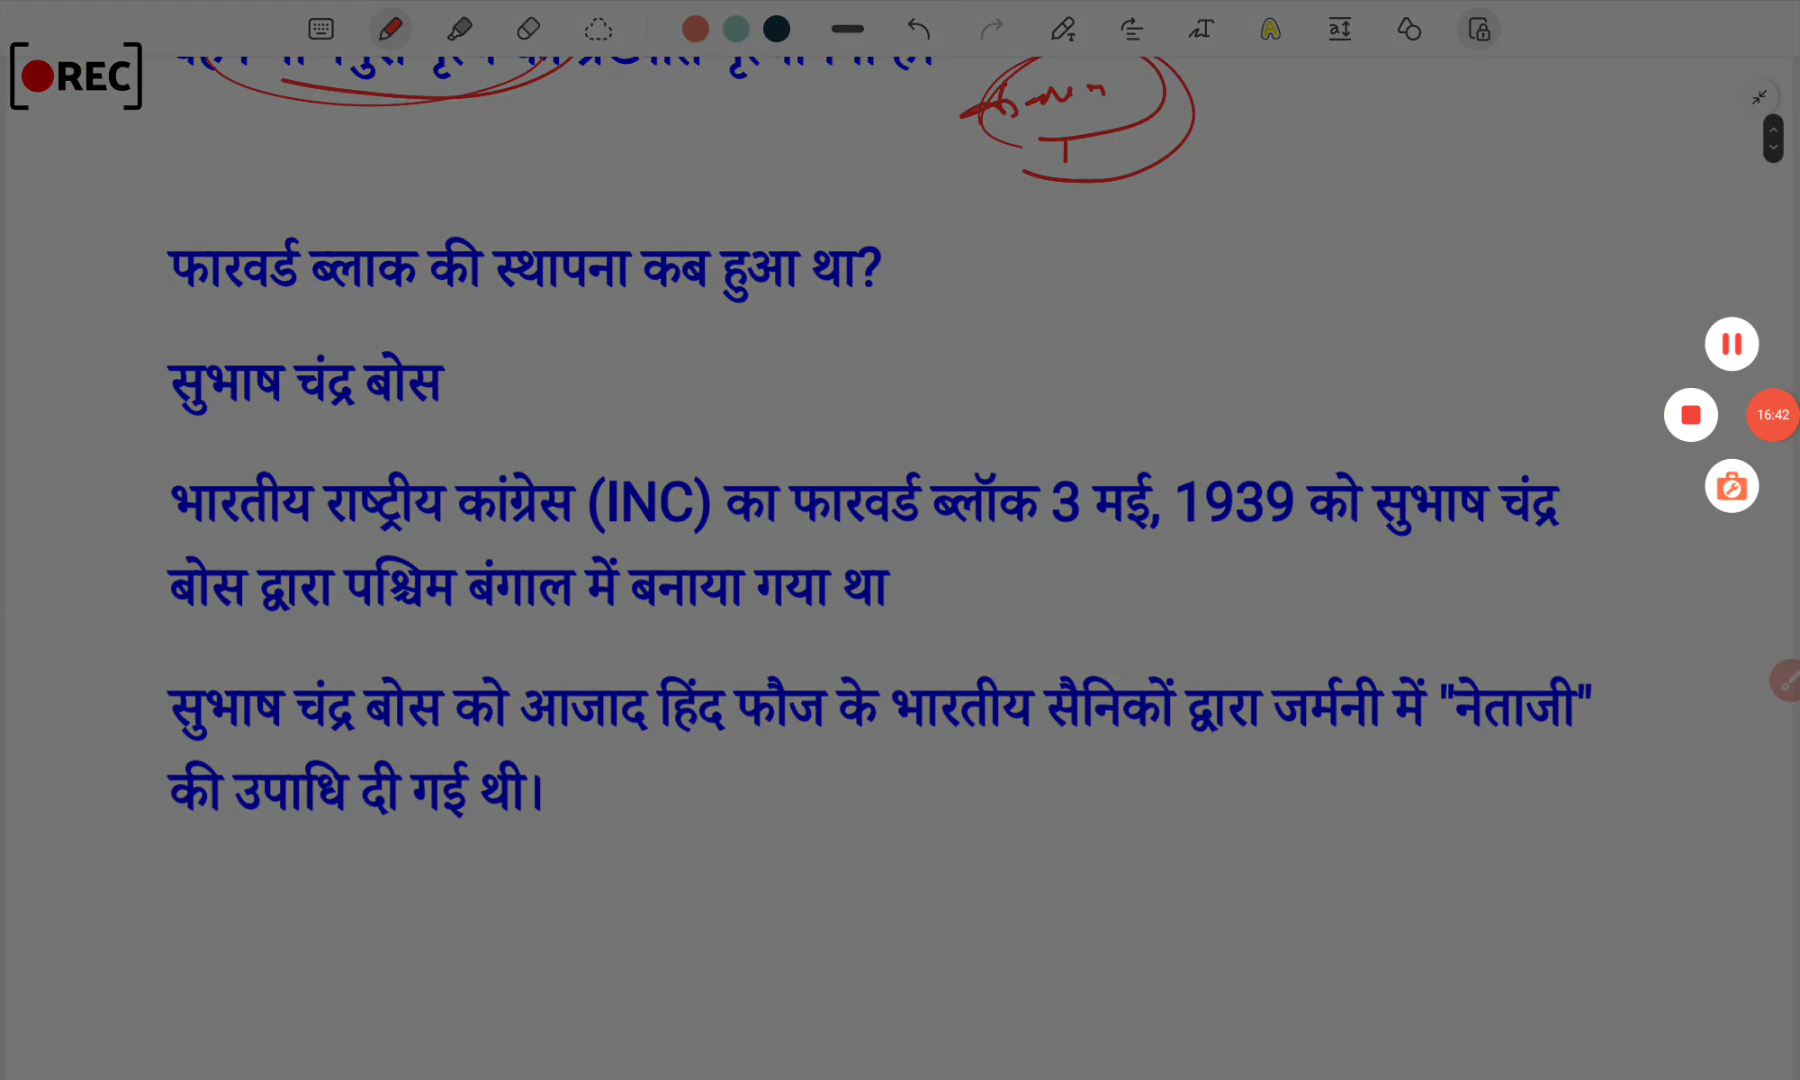 REC
फारवर्ड ब्लाक की स्थापना कब हुआ था?
सुभाष चंद्र बोस
भारतीय राष्ट्रीय कांग्रेस (INC) का फारवर्ड ब्लॉक 3 मई, 1939 को सुभाष चंद्र
बोस द्वारा पश्चिम बंगाल में बनाया गया था
सुभाष चंद्र बोस को आजाद हिंद फौज के भारतीय सैनिकों द्वारा जर्मनी में "नेताजी"
की उपाधि दी गई थी।
16:42